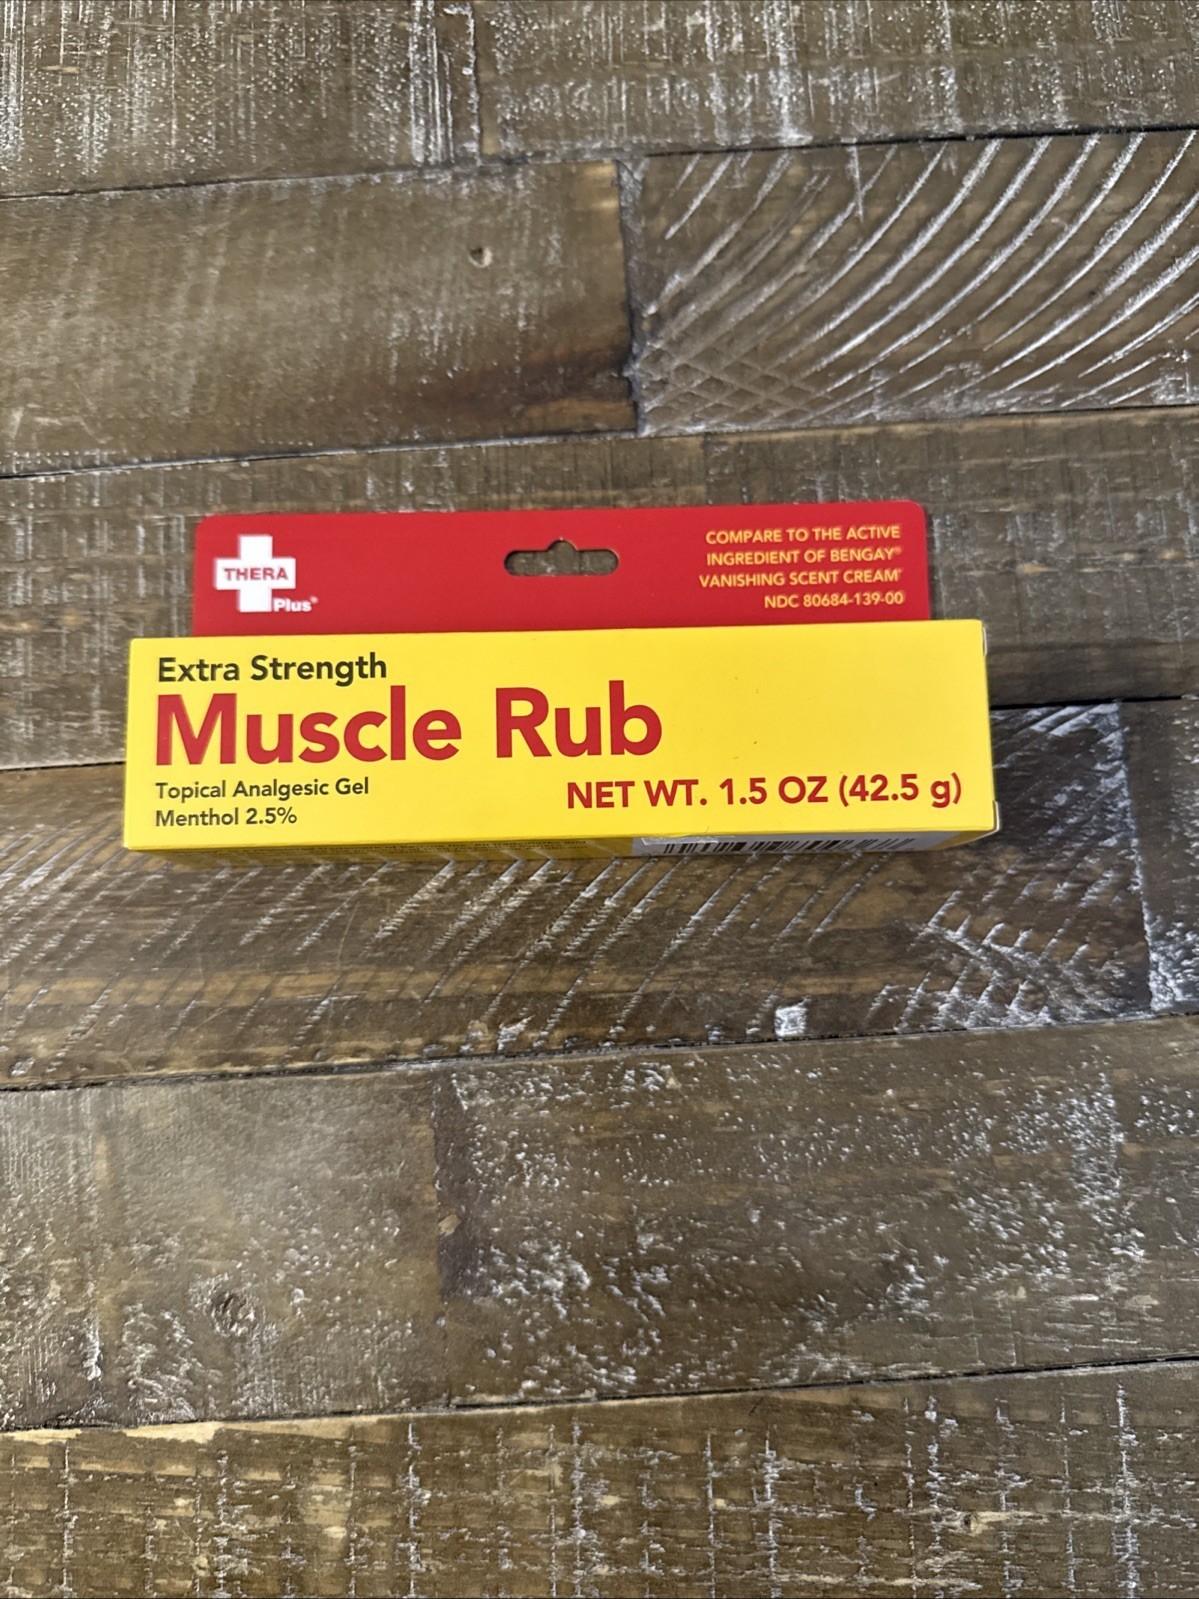 THERA
Plus®
COMPARE TO THE ACTIVE
INGREDIENT OF BENGAY®
VANISHING SCENT CREAM*
NDC 80684-139-00
Extra Strength
Muscle Rub
Topical Analgesic Gel
Menthol 2.5%
NET WT. 1.5 OZ (42.5 g)